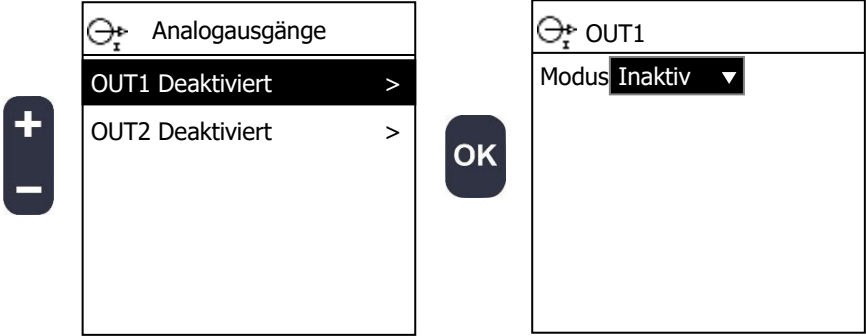 Analogausgänge
OUT1 Deaktiviert >
OUT2 Deaktiviert >
+
−
OK
I
OUT1
Modus Inaktiv ▼